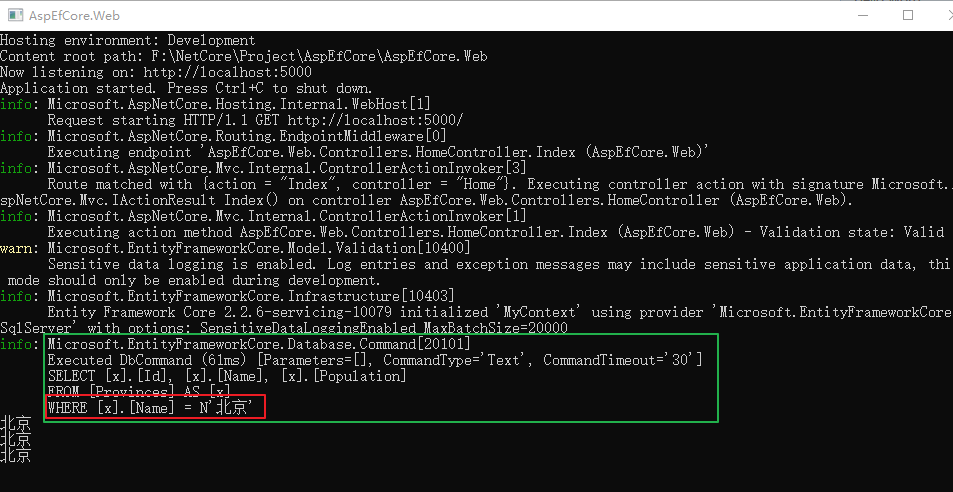 AspEfCore.Web
Hosting environment: Development
Content root path: F:\NetCore\Project\AspEfCore\AspEfCore.Web
Now listening on: http://localhost:5000
Application started. Press Ctrl+C to shut down.
info: Microsoft.AspNetCore.Hosting.Internal.WebHost[1]
Request starting HTTP/1.1 GET http://localhost:5000/
info: Microsoft.AspNetCore.Routing.EndpointMiddleware[0]
Executing endpoint 'AspEfCore.Web.Controllers.HomeController.Index (AspEfCore.Web)'
info: Microsoft.AspNetCore.Mvc.Internal.ControllerActionInvoker[3]
Route matched with {action = "Index", controller = "Home"}. Executing controller action with signature Microsoft.
spNetCore.Mvc.IActionResult Index() on controller AspEfCore.Web.Controllers.HomeController (AspEfCore.Web).
info: Microsoft.AspNetCore.Mvc.Internal.ControllerActionInvoker[1]
Executing action method AspEfCore.Web.Controllers.HomeController.Index (AspEfCore.Web) - Validation state: Valid
warn: Microsoft.EntityFrameworkCore.Model.Validation[10400]
Sensitive data logging is enabled. Log entries and exception messages may include sensitive application data, thi
mode should only be enabled during development.
info: Microsoft.EntityFrameworkCore.Infrastructure[10403]
Entity Framework Core 2.2.6-servicing-10079 initialized 'MyContext' using provider 'Microsoft.EntityFrameworkCore
SqlServer' with options: SensitiveDataLoggingEnabled MaxBatchSize=20000
info: Microsoft.EntityFrameworkCore.Database.Command[20101]
Executed DbCommand (61ms) [Parameters=[], CommandType='Text', CommandTimeout='30']
SELECT [x].[Id], [x].[Name], [x].[Population]
FROM [Provinces] AS [x]
WHERE [x].[Name] = N'北京'
北京
北京
北京